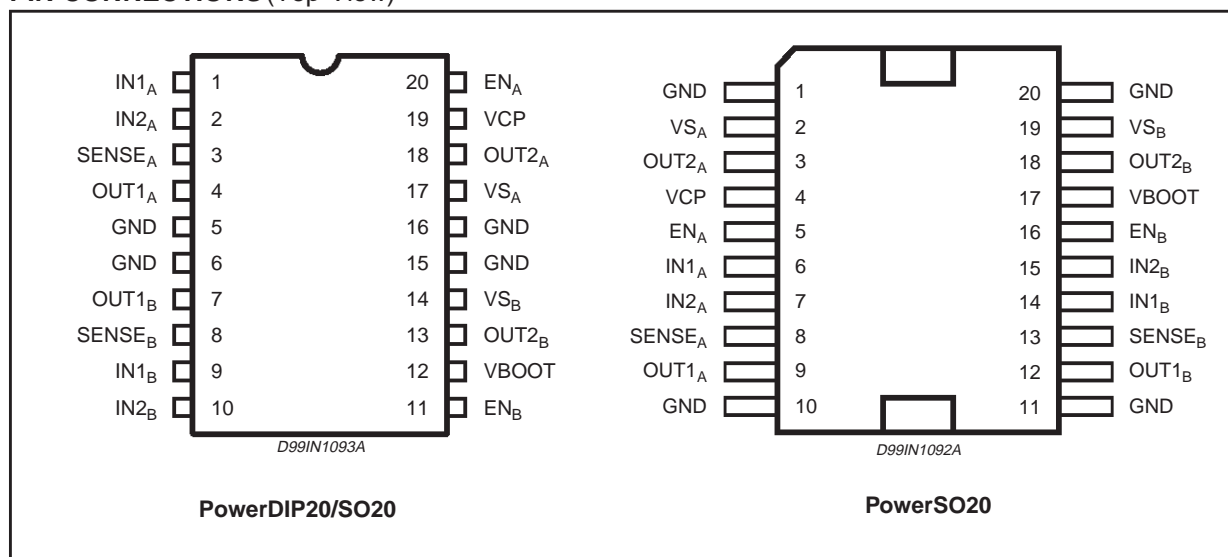 PIN CONNECTIONS (Top view)
IN1A 1 20 ENA
IN2A 2 19 VCP
SENSEA 3 18 OUT2A
OUT1A 4 17 VSA
GND 5 16 GND
GND 6 15 GND
OUT1B 7 14 VSB
SENSEB 8 13 OUT2B
IN1B 9 12 VBOOT
IN2B 10 11 ENB
D99IN1093A
PowerDIP20/SO20
GND 1 20 GND
VSA 2 19 VSB
OUT2A 3 18 OUT2B
VCP 4 17 VBOOT
ENA 5 16 ENB
IN1A 6 15 IN2B
IN2A 7 14 IN1B
SENSEA 8 13 SENSEB
OUT1A 9 12 OUT1B
GND 10 11 GND
D99IN1092A
PowerSO20